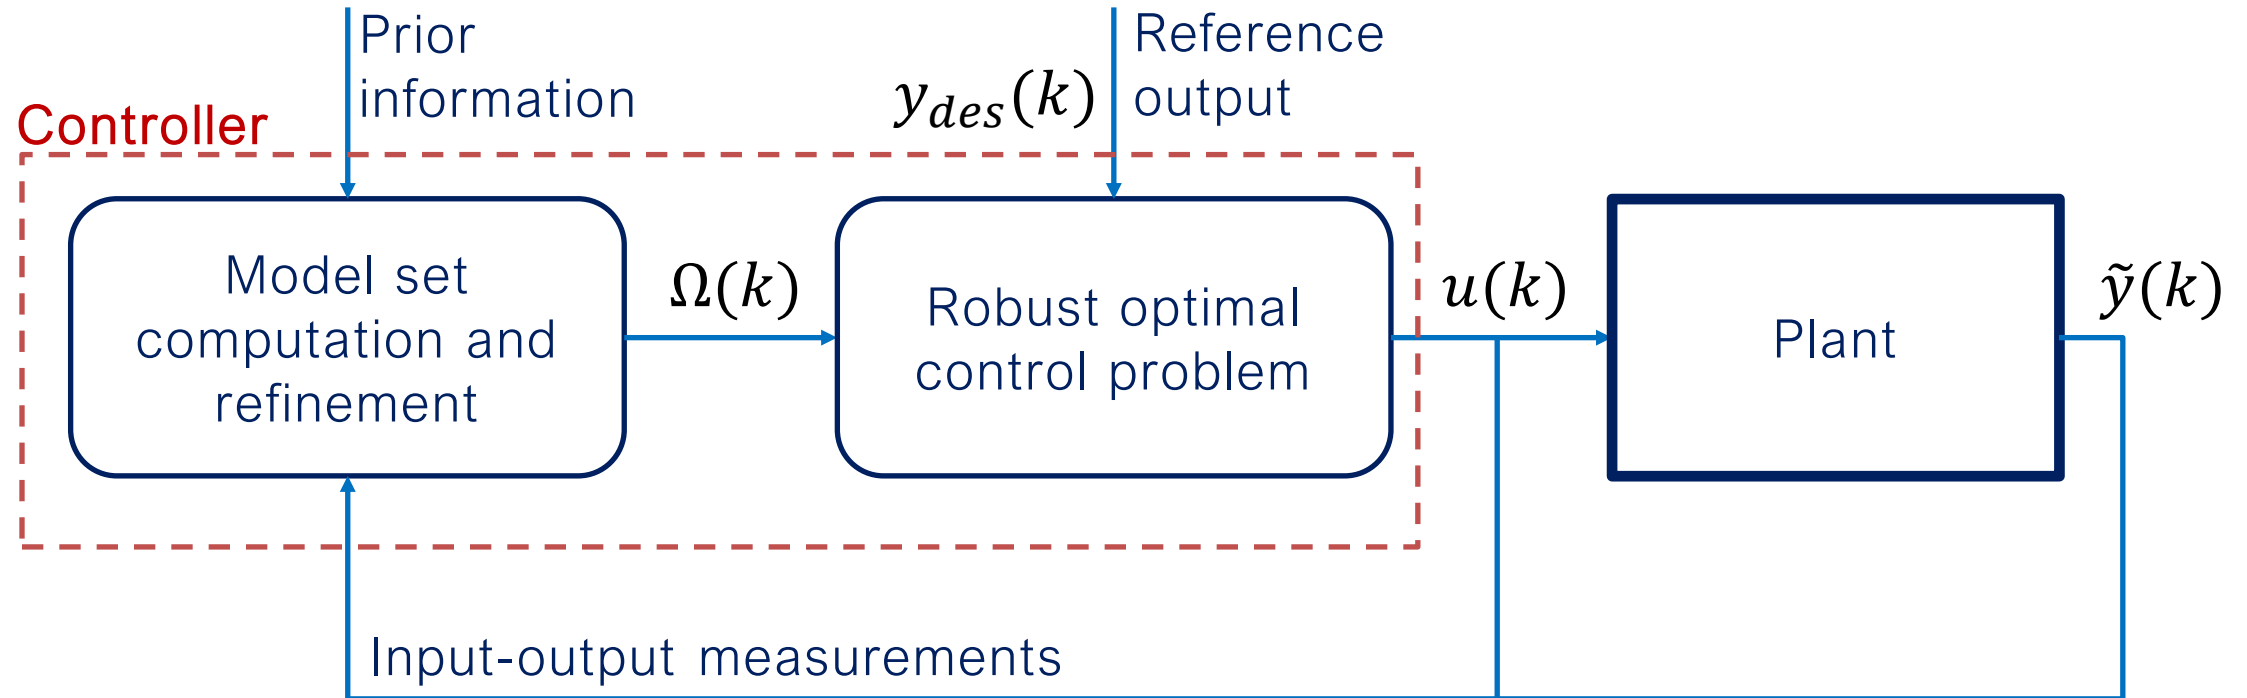 Prior
information
Reference
output
y_des(k)
Controller
Model set
computation and
refinement
Ω(k)
Robust optimal
control problem
u(k)
Plant
ỹ(k)
Input-output measurements